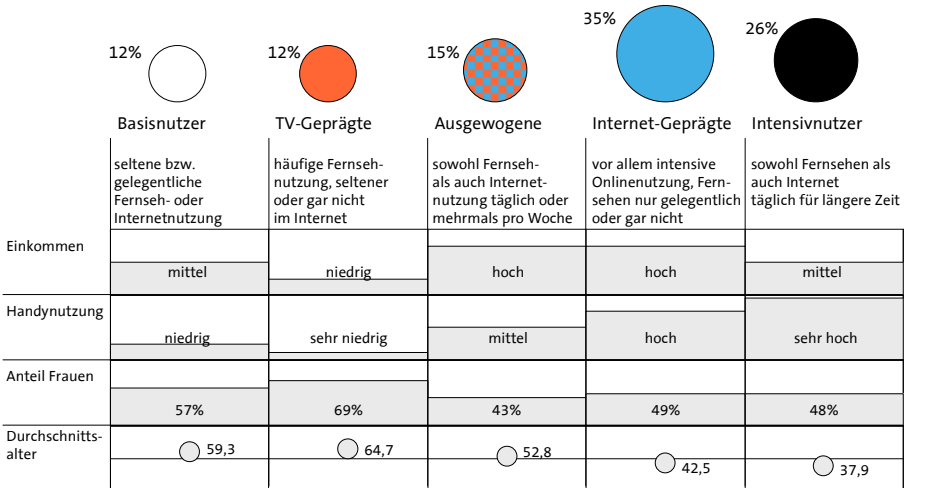 12%
12%
15%
35%
26%
Basisnutzer
TV-Geprägte
Ausgewogene
Internet-Geprägte
Intensivnutzer
seltene bzw.
gelegentliche
Fernseh- oder
Internetnutzung
häufige Fernseh-
nutzung, seltener
oder gar nicht
im Internet
sowohl Fernseh-
als auch Internet-
nutzung täglich oder
mehrmals pro Woche
vor allem intensive
Onlinenutzung, Fern-
sehen nur gelegentlich
oder gar nicht
sowohl Fernsehen als
auch Internet
täglich für längere Zeit
Einkommen
mittel
niedrig
hoch
hoch
mittel
Handynutzung
niedrig
sehr niedrig
mittel
hoch
sehr hoch
Anteil Frauen
57%
69%
43%
49%
48%
Durchschnitts-
alter
59,3
64,7
52,8
42,5
37,9